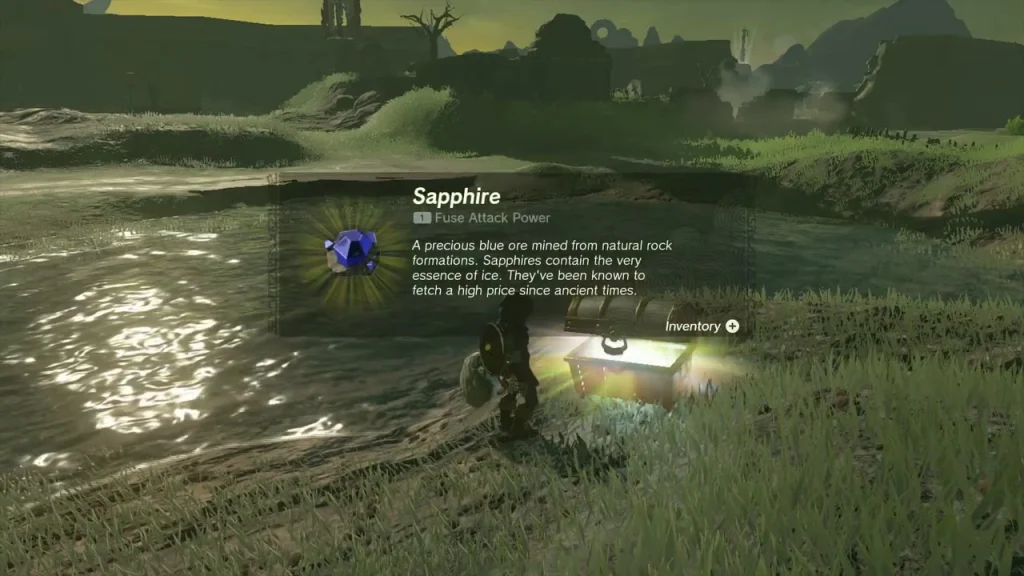 Sapphire
1 Fuse Attack Power
A precious blue ore mined from natural rock
formations. Sapphires contain the very
essence of ice. They've been known to
fetch a high price since ancient times.
Inventory +